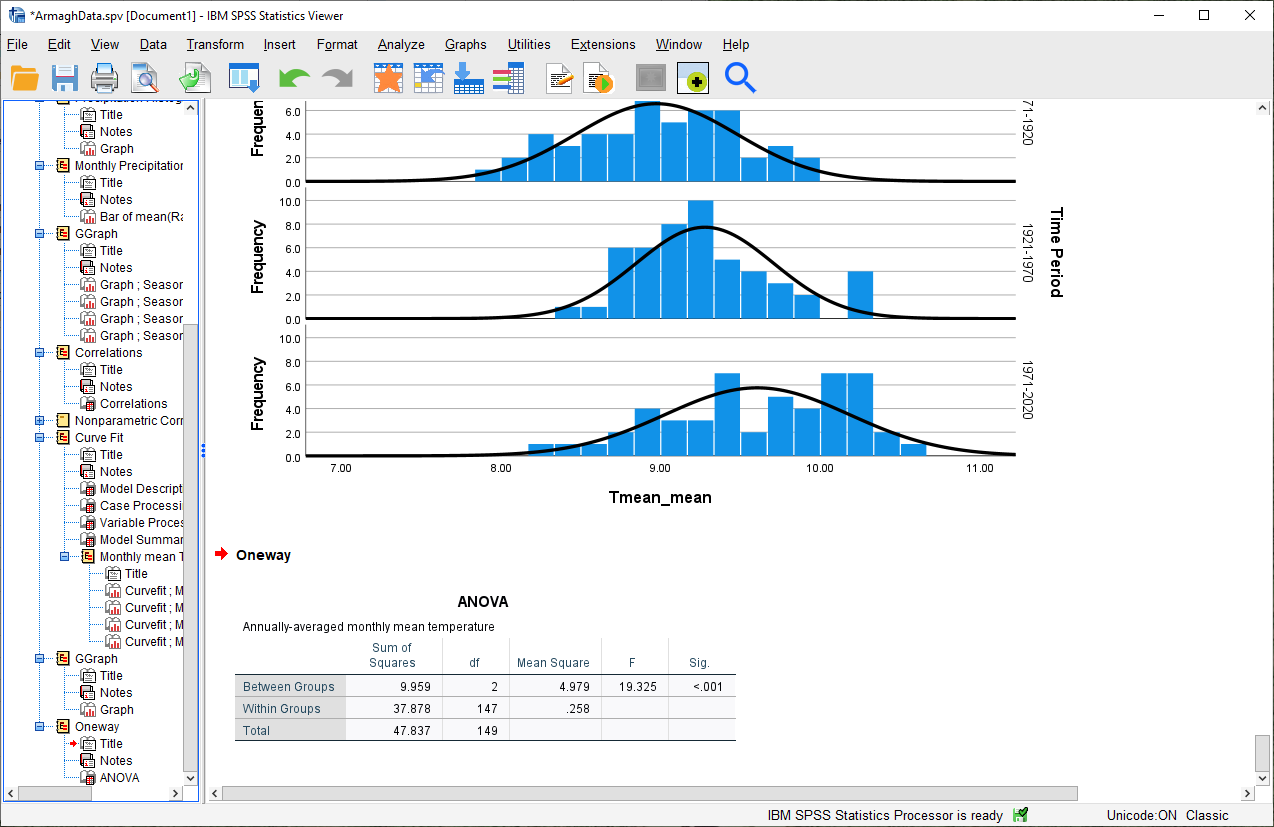 *ArmaghData.spv [Document1] - IBM SPSS Statistics Viewer
File Edit View Data Transform Insert Format Analyze Graphs Utilities Extensions Window Help
Title
Notes
Graph
Monthly Precipitation
Title
Notes
Bar of mean(Ra
GGraph
Title
Notes
Graph ; Season
Graph ; Season
Graph ; Season
Graph ; Season
Correlations
Title
Notes
Correlations
Nonparametric Corr
Curve Fit
Title
Notes
Model Descripti
Case Processi
Variable Proces
Model Summar
Monthly mean T
Title
Curvefit ; M
Curvefit ; M
Curvefit ; M
Curvefit ; M
GGraph
Title
Notes
Graph
Oneway
Title
Notes
ANOVA
Frequen
6.0
4.0
2.0
0.0
71-1920
Frequency
10.0
8.0
6.0
4.0
2.0
0.0
1921-1970
Time Period
Frequency
10.0
8.0
6.0
4.0
2.0
0.0
1971-2020
7.00 8.00 9.00 10.00 11.00
Tmean_mean
Oneway
ANOVA
Annually-averaged monthly mean temperature
Sum of
Squares df Mean Square F Sig.
Between Groups 9.959 2 4.979 19.325 <.001
Within Groups 37.878 147 .258
Total 47.837 149
IBM SPSS Statistics Processor is ready Unicode:ON Classic